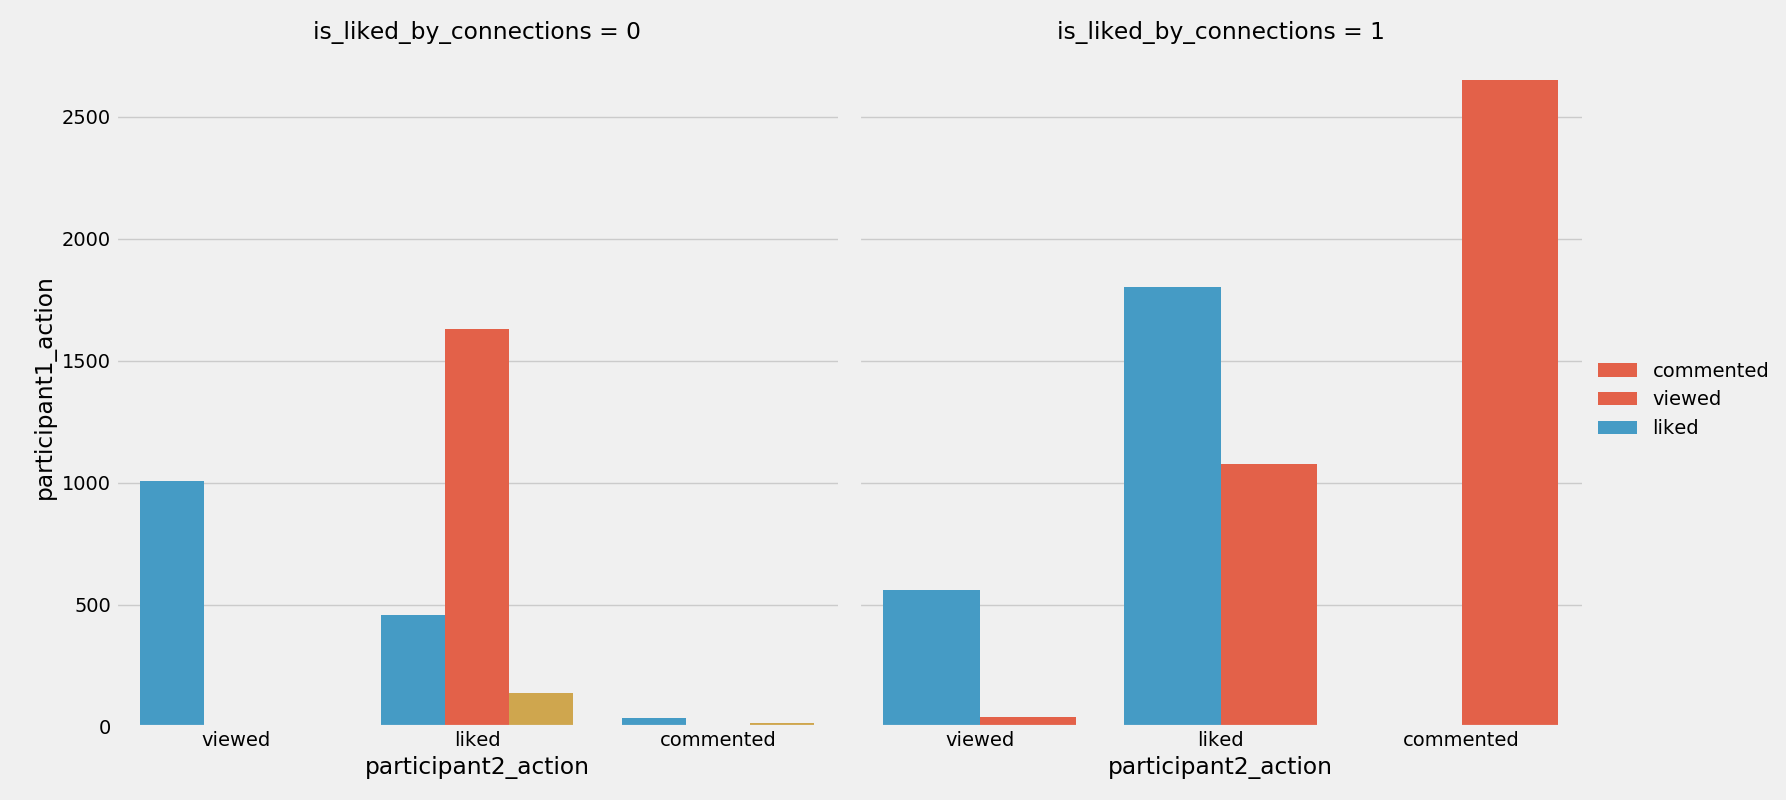 is_liked_by_connections = 0
is_liked_by_connections = 1
participant1_action
2500
2000
1500
1000
500
0
viewed
liked
commented
viewed
liked
commented
participant2_action
participant2_action
commented
viewed
liked